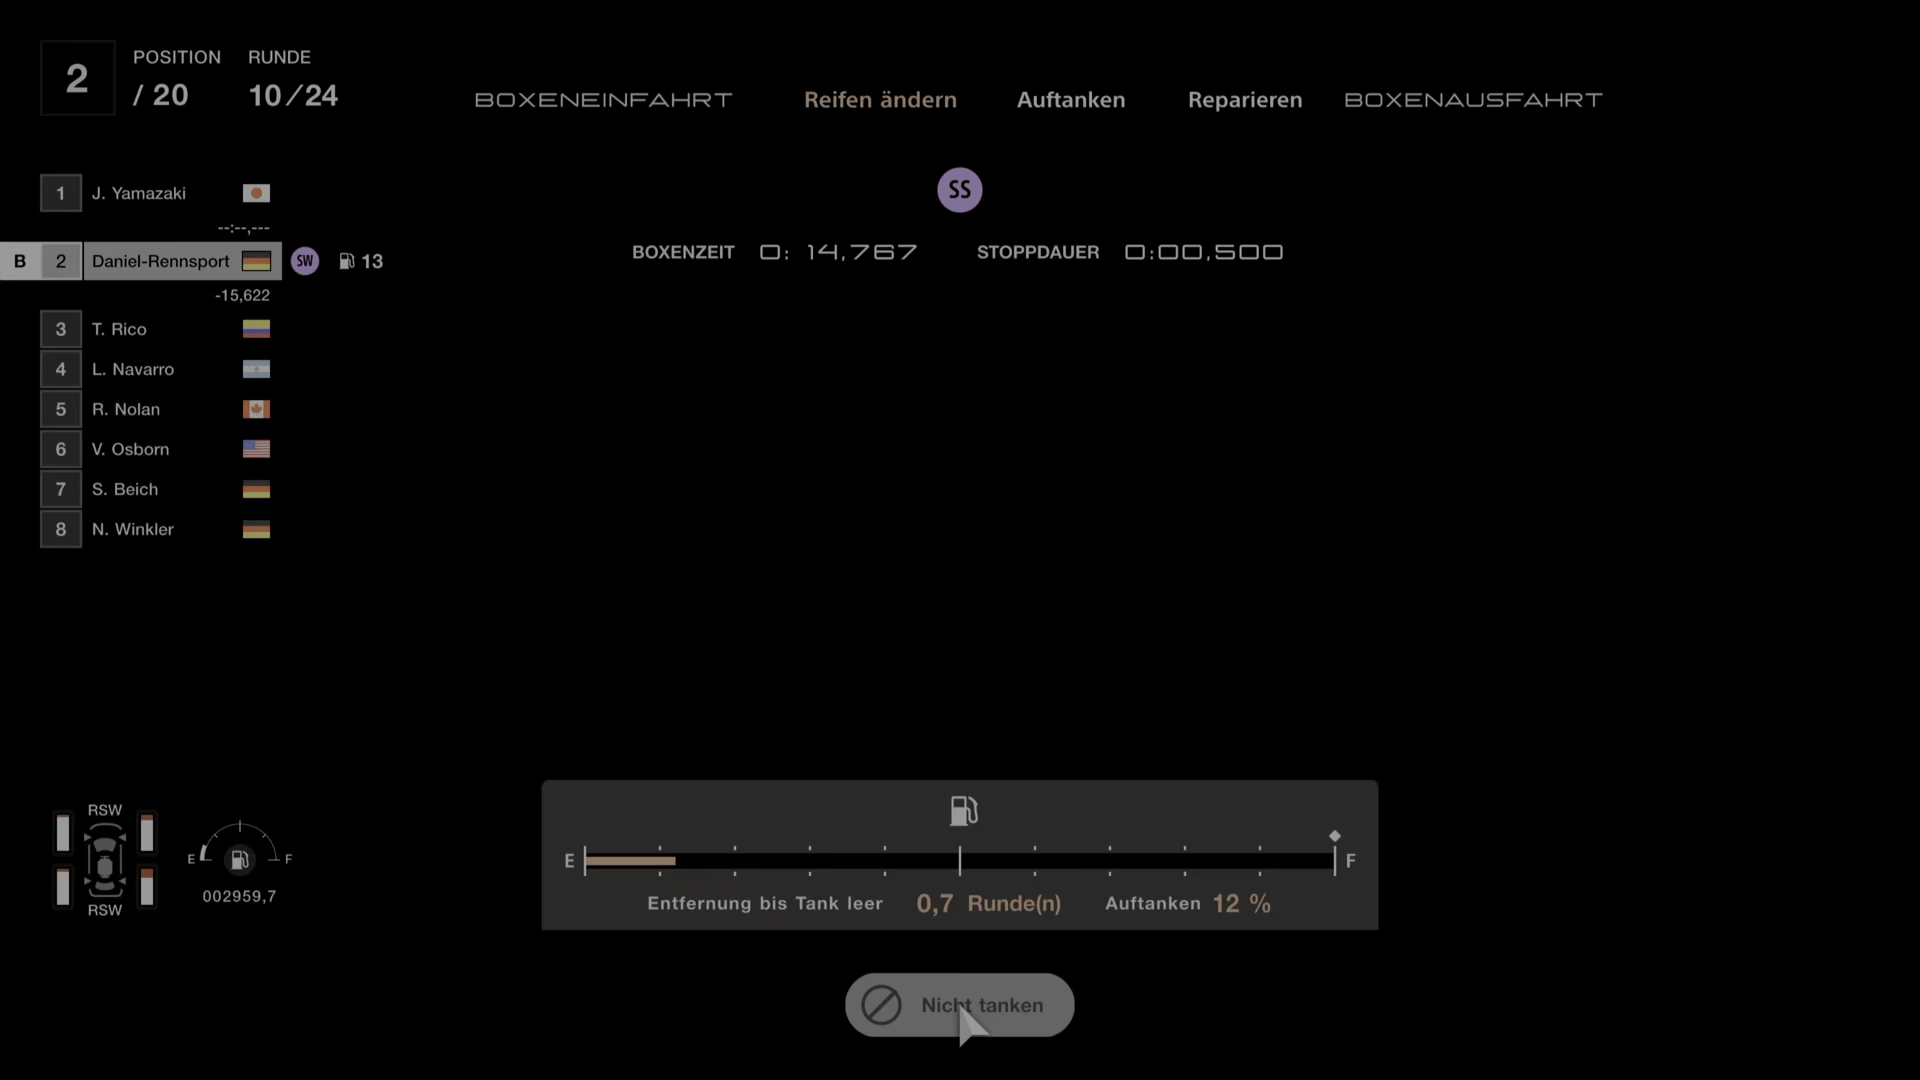 2 POSITION / 20 RUNDE 10/24
BOXENEINFAHRT Reifen ändern Auftanken Reparieren BOXENAUSFAHRT
SS
BOXENZEIT 0: 14,767 STOPPDAUER 0:00,500
1 J. Yamazaki
--:--,---
B 2 Daniel-Rennsport SW 13
-15,622
3 T. Rico
4 L. Navarro
5 R. Nolan
6 V. Osborn
7 S. Beich
8 N. Winkler
RSW
E F
002959,7
RSW
E F
Entfernung bis Tank leer 0,7 Runde(n) Auftanken 12 %
Nicht tanken